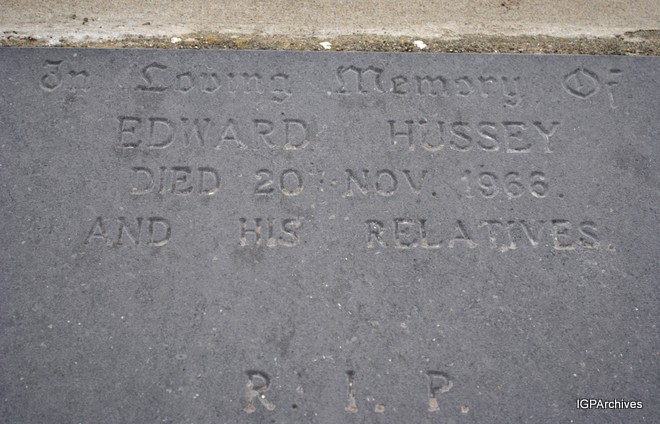 In Loving Memory Of
EDWARD HUSSEY
DIED 20TH NOV. 1966.
AND HIS RELATIVES.
R. I. P.
IGPArchives